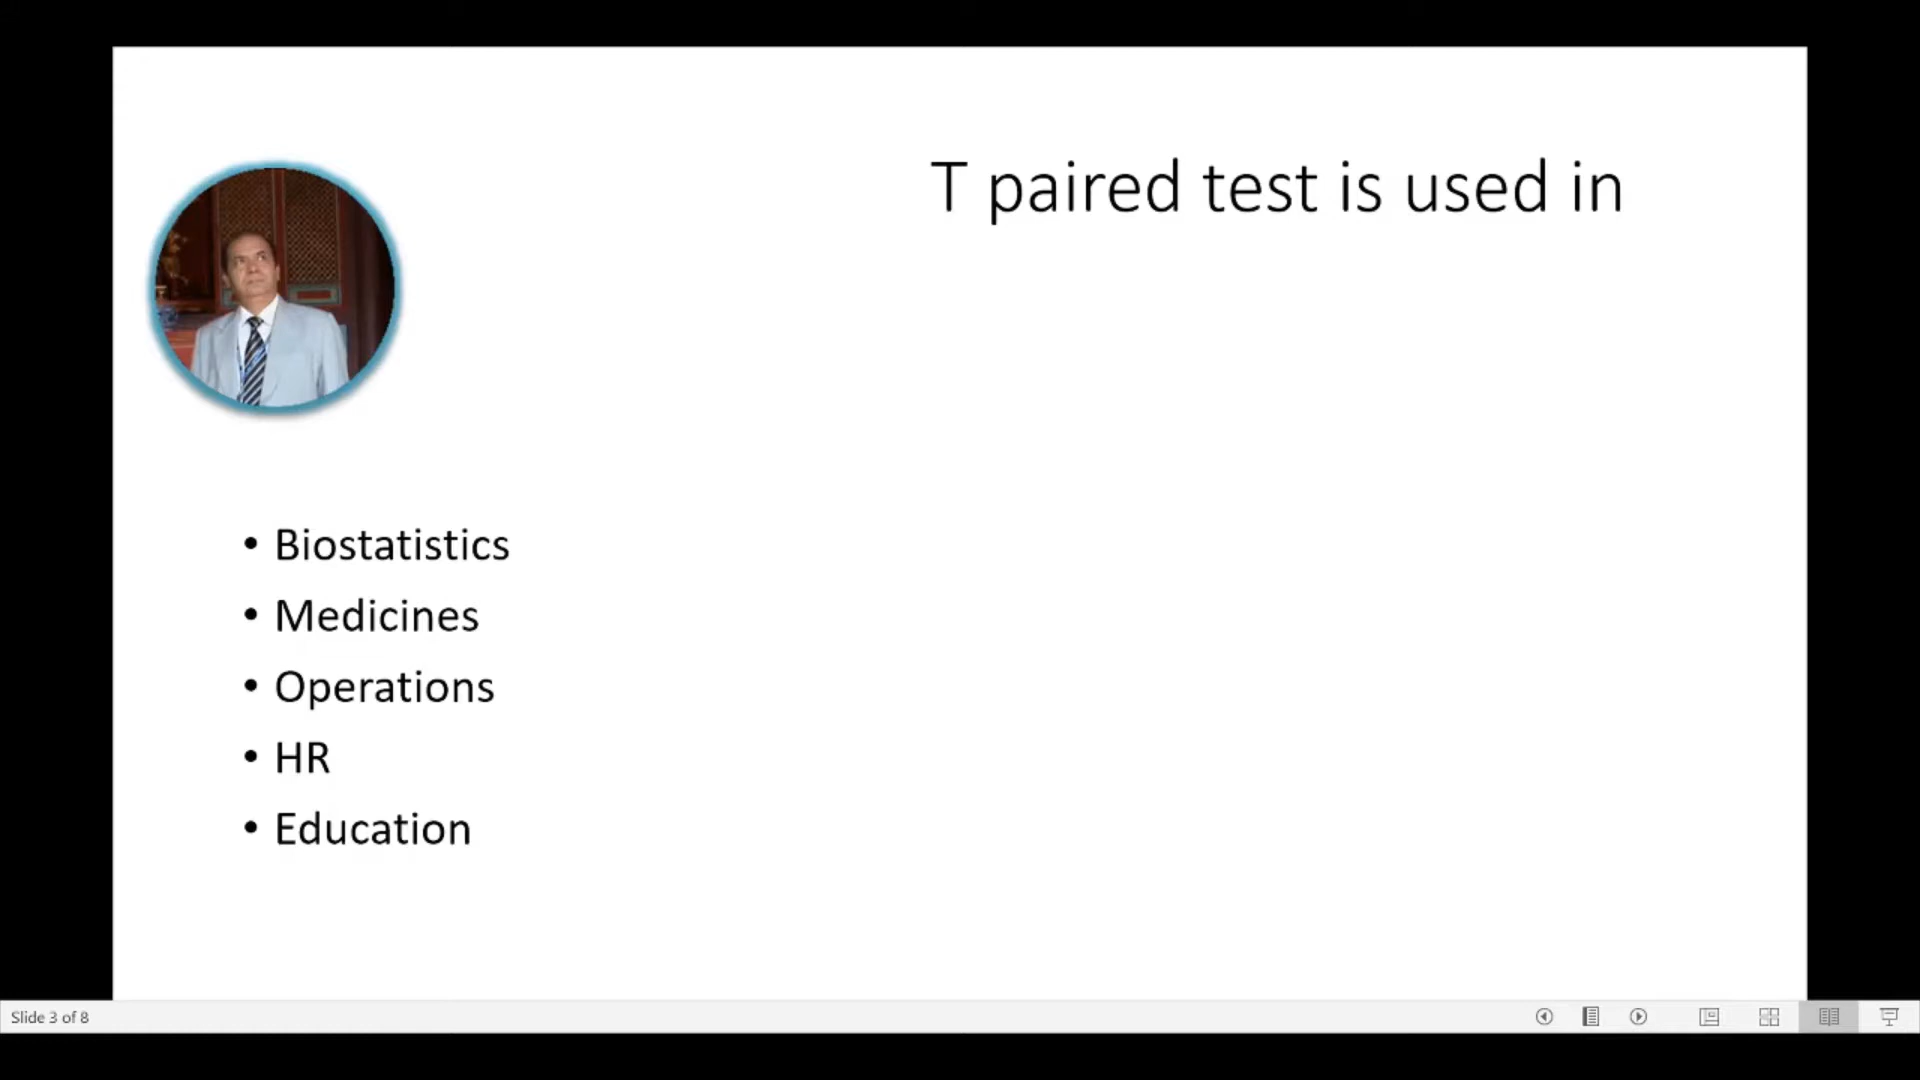 T paired test is used in
• Biostatistics
• Medicines
• Operations
• HR
• Education
Slide 3 of 8